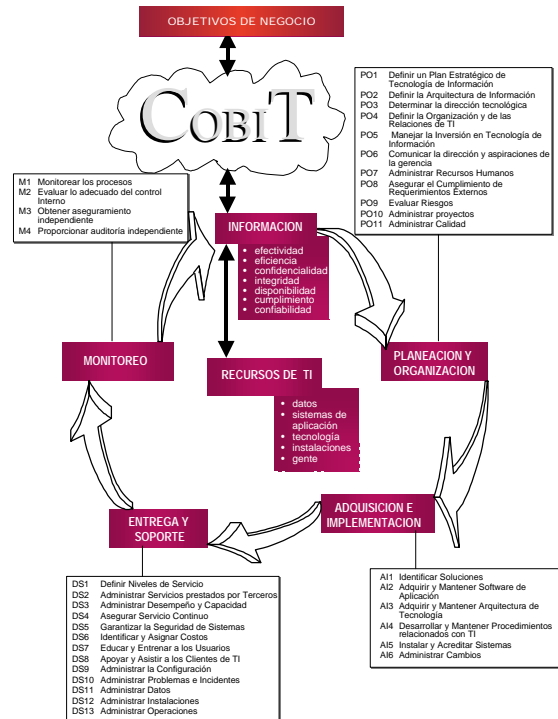 OBJETIVOS DE NEGOCIO
COBIT
PO1 Definir un Plan Estratégico de
Tecnología de Información
PO2 Definir la Arquitectura de Información
PO3 Determinar la dirección tecnológica
PO4 Definir la Organización y de las
Relaciones de TI
PO5 Manejar la Inversión en Tecnología de
Información
PO6 Comunicar la dirección y aspiraciones de
la gerencia
PO7 Administrar Recursos Humanos
PO8 Asegurar el Cumplimiento de
Requerimientos Externos
PO9 Evaluar Riesgos
PO10 Administrar proyectos
PO11 Administrar Calidad
M1 Monitorear los procesos
M2 Evaluar lo adecuado del control
Interno
M3 Obtener aseguramiento
independiente
M4 Proporcionar auditoría independiente
INFORMACION
• efectividad
• eficiencia
• confidencialidad
• integridad
• disponibilidad
• cumplimiento
• confiabilidad
MONITOREO
PLANEACION Y
ORGANIZACION
RECURSOS DE TI
• datos
• sistemas de
aplicación
• tecnología
• instalaciones
• gente
ENTREGA Y
SOPORTE
ADQUISICION E
IMPLEMENTACION
DS1 Definir Niveles de Servicio
DS2 Administrar Servicios prestados por Terceros
DS3 Administrar Desempeño y Capacidad
DS4 Asegurar Servicio Continuo
DS5 Garantizar la Seguridad de Sistemas
DS6 Identificar y Asignar Costos
DS7 Educar y Entrenar a los Usuarios
DS8 Apoyar y Asistir a los Clientes de TI
DS9 Administrar la Configuración
DS10 Administrar Problemas e Incidentes
DS11 Administrar Datos
DS12 Administrar Instalaciones
DS13 Administrar Operaciones
AI1 Identificar Soluciones
AI2 Adquirir y Mantener Software de
Aplicación
AI3 Adquirir y Mantener Arquitectura de
Tecnología
AI4 Desarrollar y Mantener Procedimientos
relacionados con TI
AI5 Instalar y Acreditar Sistemas
AI6 Administrar Cambios